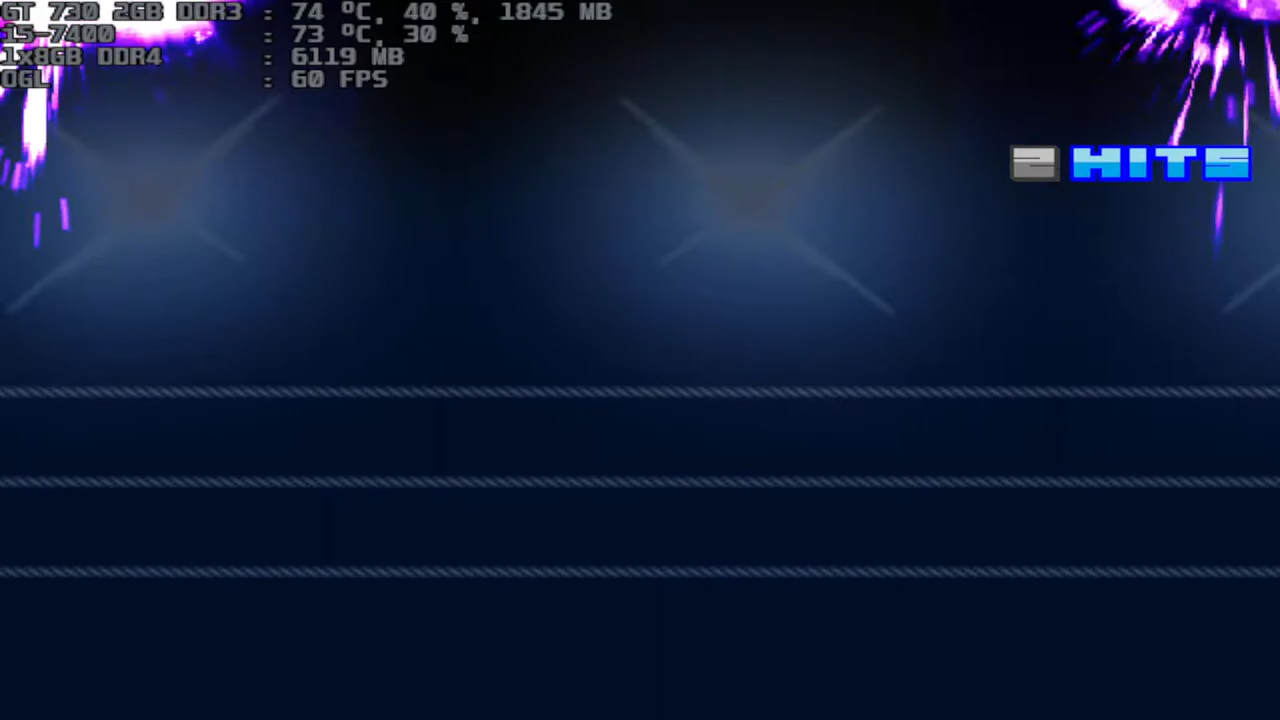 GT 730 2GB DDR3 : 74 ºC, 40 %, 1845 MB
i5-7400 : 73 ºC, 30 %
1x8GB DDR4 : 6119 MB
OGL : 60 FPS
2 HITS